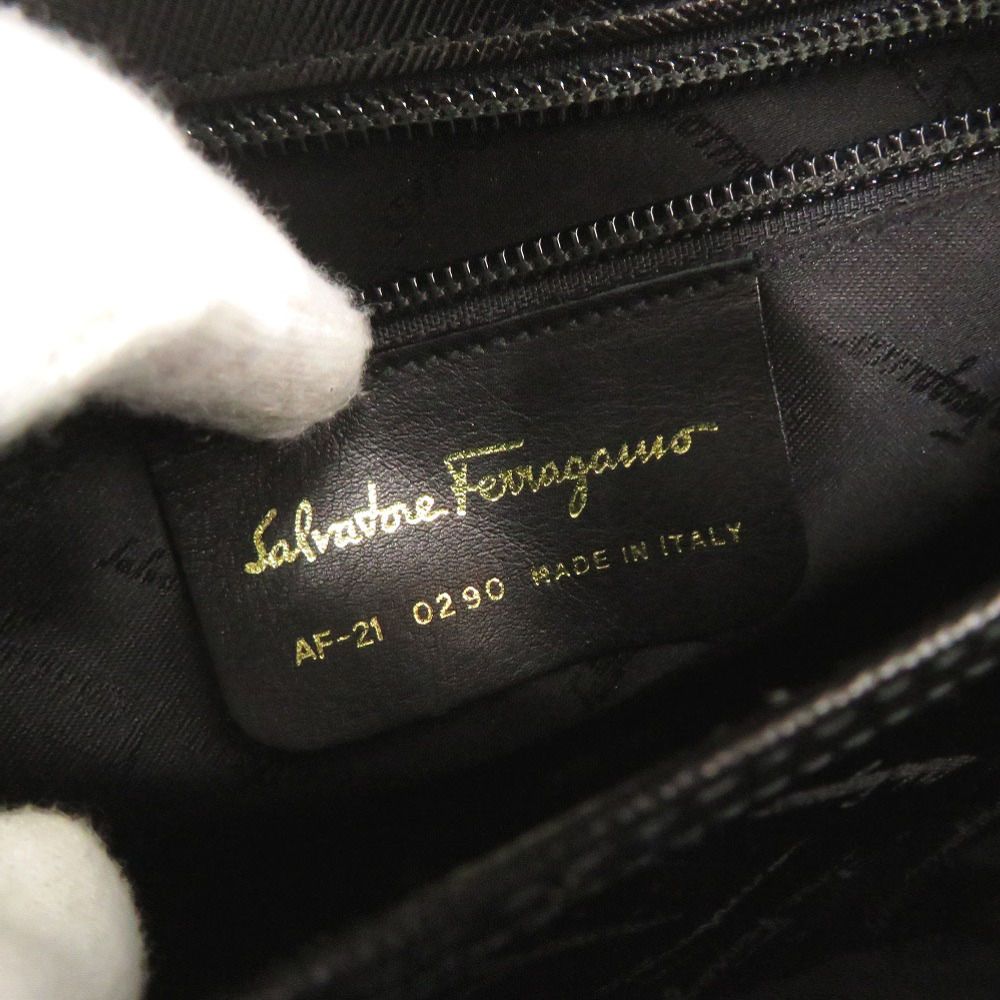 Salvatore Ferragamo
AF-21 0290 MADE IN ITALY